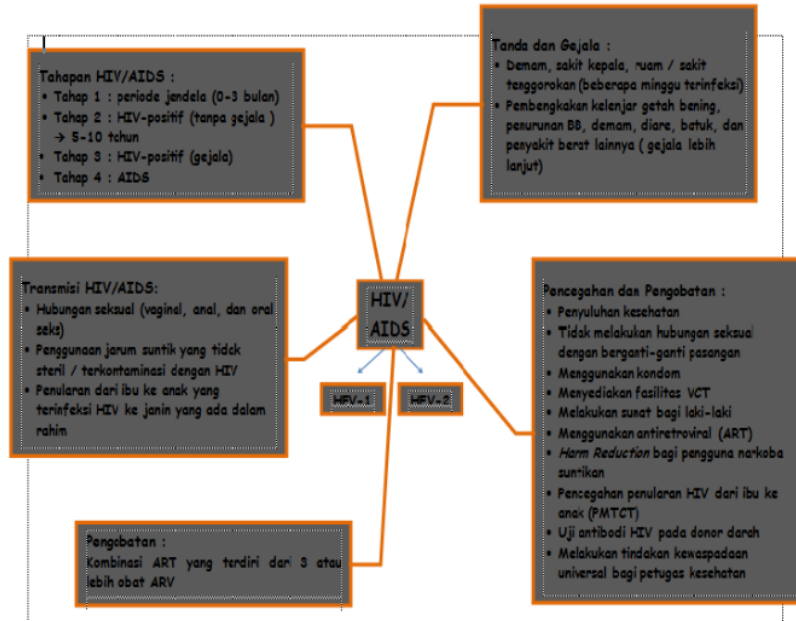 Tahapan HIV/AIDS :
• Tahap 1 : periode jendela (0-3 bulan)
• Tahap 2 : HIV-positif (tanpa gejala )
→ 5-10 tahun
• Tahap 3 : HIV-positif (gejala)
• Tahap 4 : AIDS
Tanda dan Gejala :
• Demam, sakit kepala, ruam / sakit
tenggorokan (beberapa minggu terinfeksi)
• Pembengkakan kelenjar getah bening,
penurunan BB, demam, diare, batuk, dan
penyakit berat lainnya ( gejala lebih
lanjut)
Transmisi HIV/AIDS:
• Hubungan seksual (vaginal, anal, dan oral
seks)
• Penggunaan jarum suntik yang tidak
steril / terkontaminasi dengan HIV
• Penularan dari ibu ke anak yang
terinfeksi HIV ke janin yang ada dalam
rahim
HIV/
AIDS
HIV-1
HIV-2
Pencegahan dan Pengobatan :
• Penyuluhan kesehatan
• Tidak melakukan hubungan seksual
dengan berganti-ganti pasangan
• Menggunakan kondom
• Menyediakan fasilitas VCT
• Melakukan sunat bagi laki-laki
• Menggunakan antiretroviral (ART)
• Harm Reduction bagi pengguna narkoba
suntikan
• Pencegahan penularan HIV dari ibu ke
anak (PMTCT)
• Uji antibodi HIV pada donor darah
• Melakukan tindakan kewaspadaan
universal bagi petugas kesehatan
Pengobatan :
Kombinasi ART yang terdiri dari 3 atau
lebih obat ARV